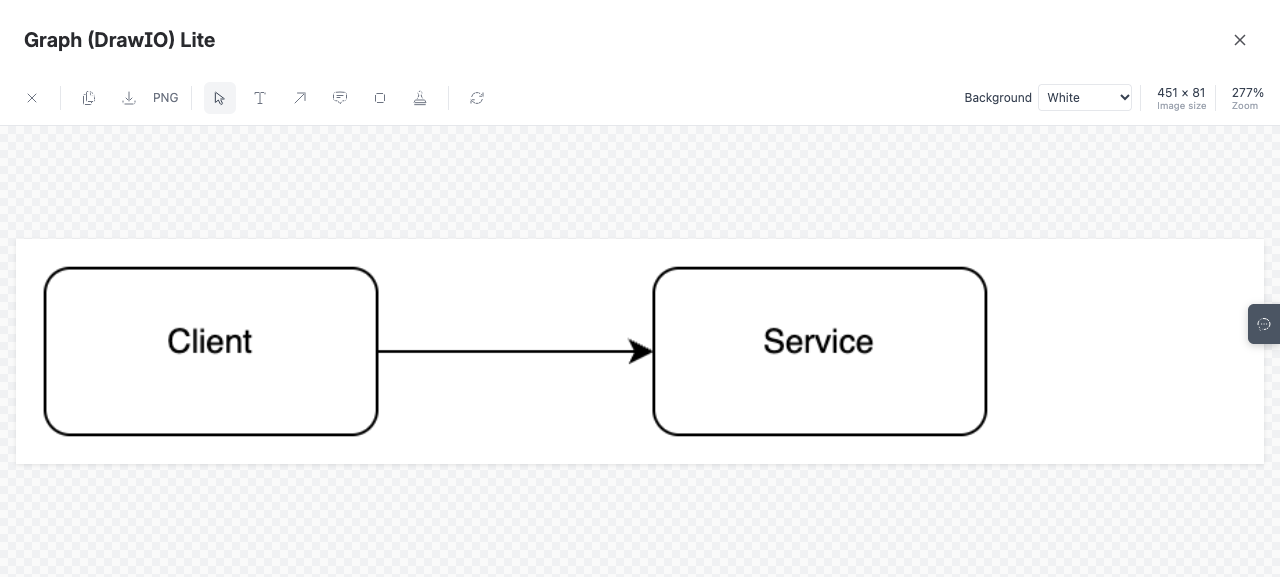 Graph (DrawIO) Lite
PNG
Background
White
451 × 81
Image size
277%
Zoom
Client
Service